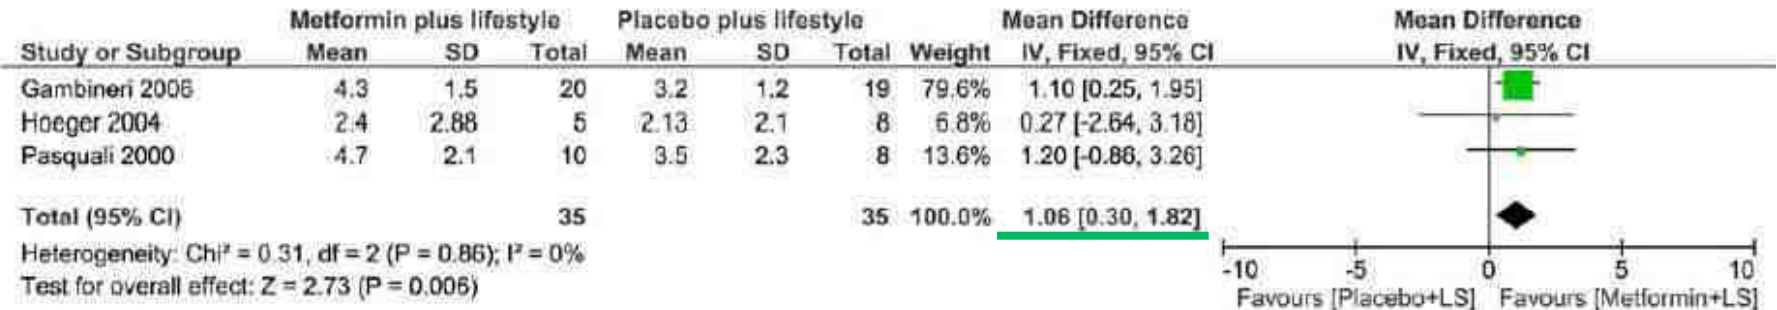 Metformin plus lifestyle Placebo plus lifestyle Mean Difference Mean Difference
Study or Subgroup Mean SD Total Mean SD Total Weight IV, Fixed, 95% CI IV, Fixed, 95% CI
Gambineri 2006 4.3 1.5 20 3.2 1.2 19 79.6% 1.10 [0.25, 1.95]
Hoeger 2004 2.4 2.88 5 2.13 2.1 8 6.8% 0.27 [-2.64, 3.18]
Pasquali 2000 4.7 2.1 10 3.5 2.3 8 13.6% 1.20 [-0.86, 3.26]
Total (95% CI) 35 35 100.0% 1.06 [0.30, 1.82]
Heterogeneity: Chi² = 0.31, df = 2 (P = 0.86); I² = 0%
Test for overall effect: Z = 2.73 (P = 0.006)
-10 -5 0 5 10
Favours [Placebo+LS] Favours [Metformin+LS]